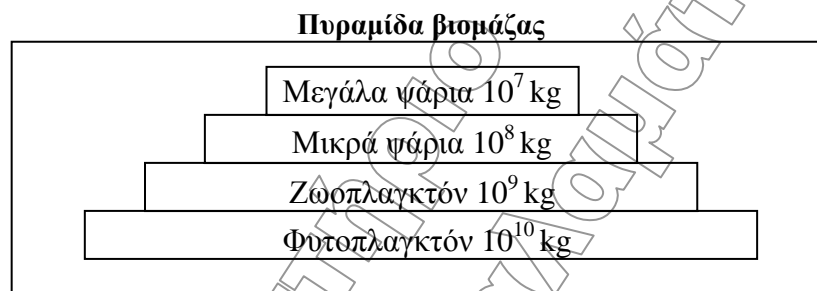 Πυραμίδα βιομάζας
Μεγάλα ψάρια 10⁷ kg
Μικρά ψάρια 10⁸ kg
Ζωοπλαγκτόν 10⁹ kg
Φυτοπλαγκτόν 10¹⁰ kg